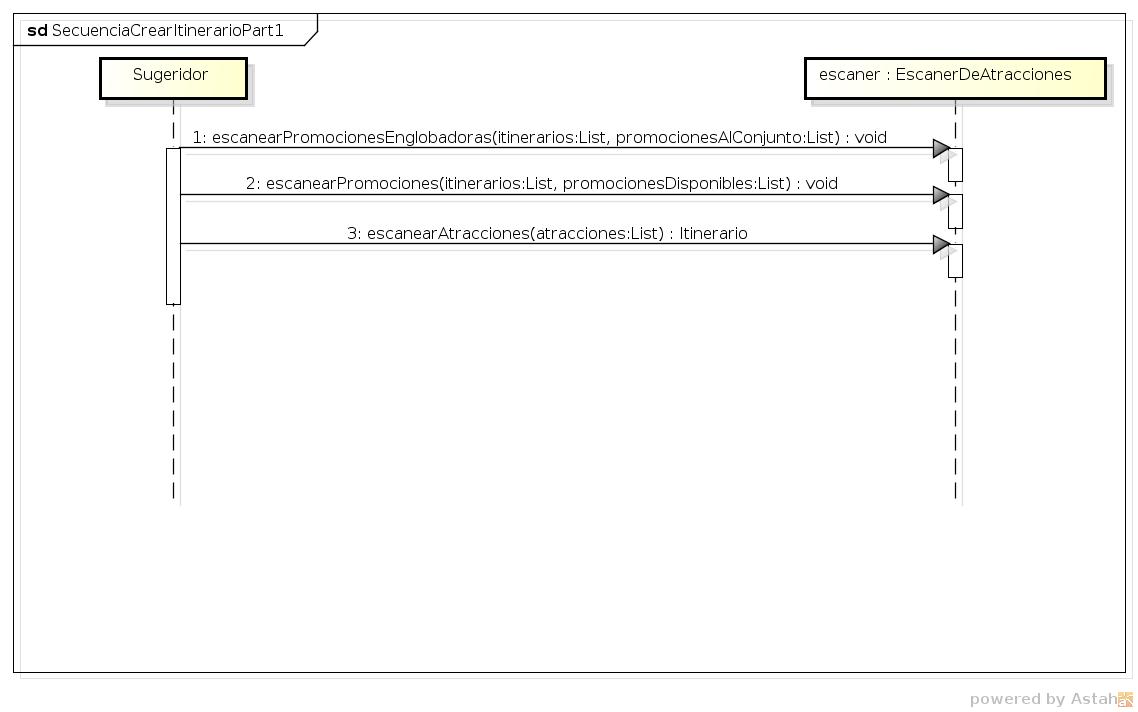 sd SecuenciaCrearItinerarioPart1
Sugeridor
escaner : EscanerDeAtracciones
1: escanearPromocionesEnglobadoras(itinerarios:List, promocionesAlConjunto:List) : void
2: escanearPromociones(itinerarios:List, promocionesDisponibles:List) : void
3: escanearAtracciones(atracciones:List) : Itinerario
powered by Astah